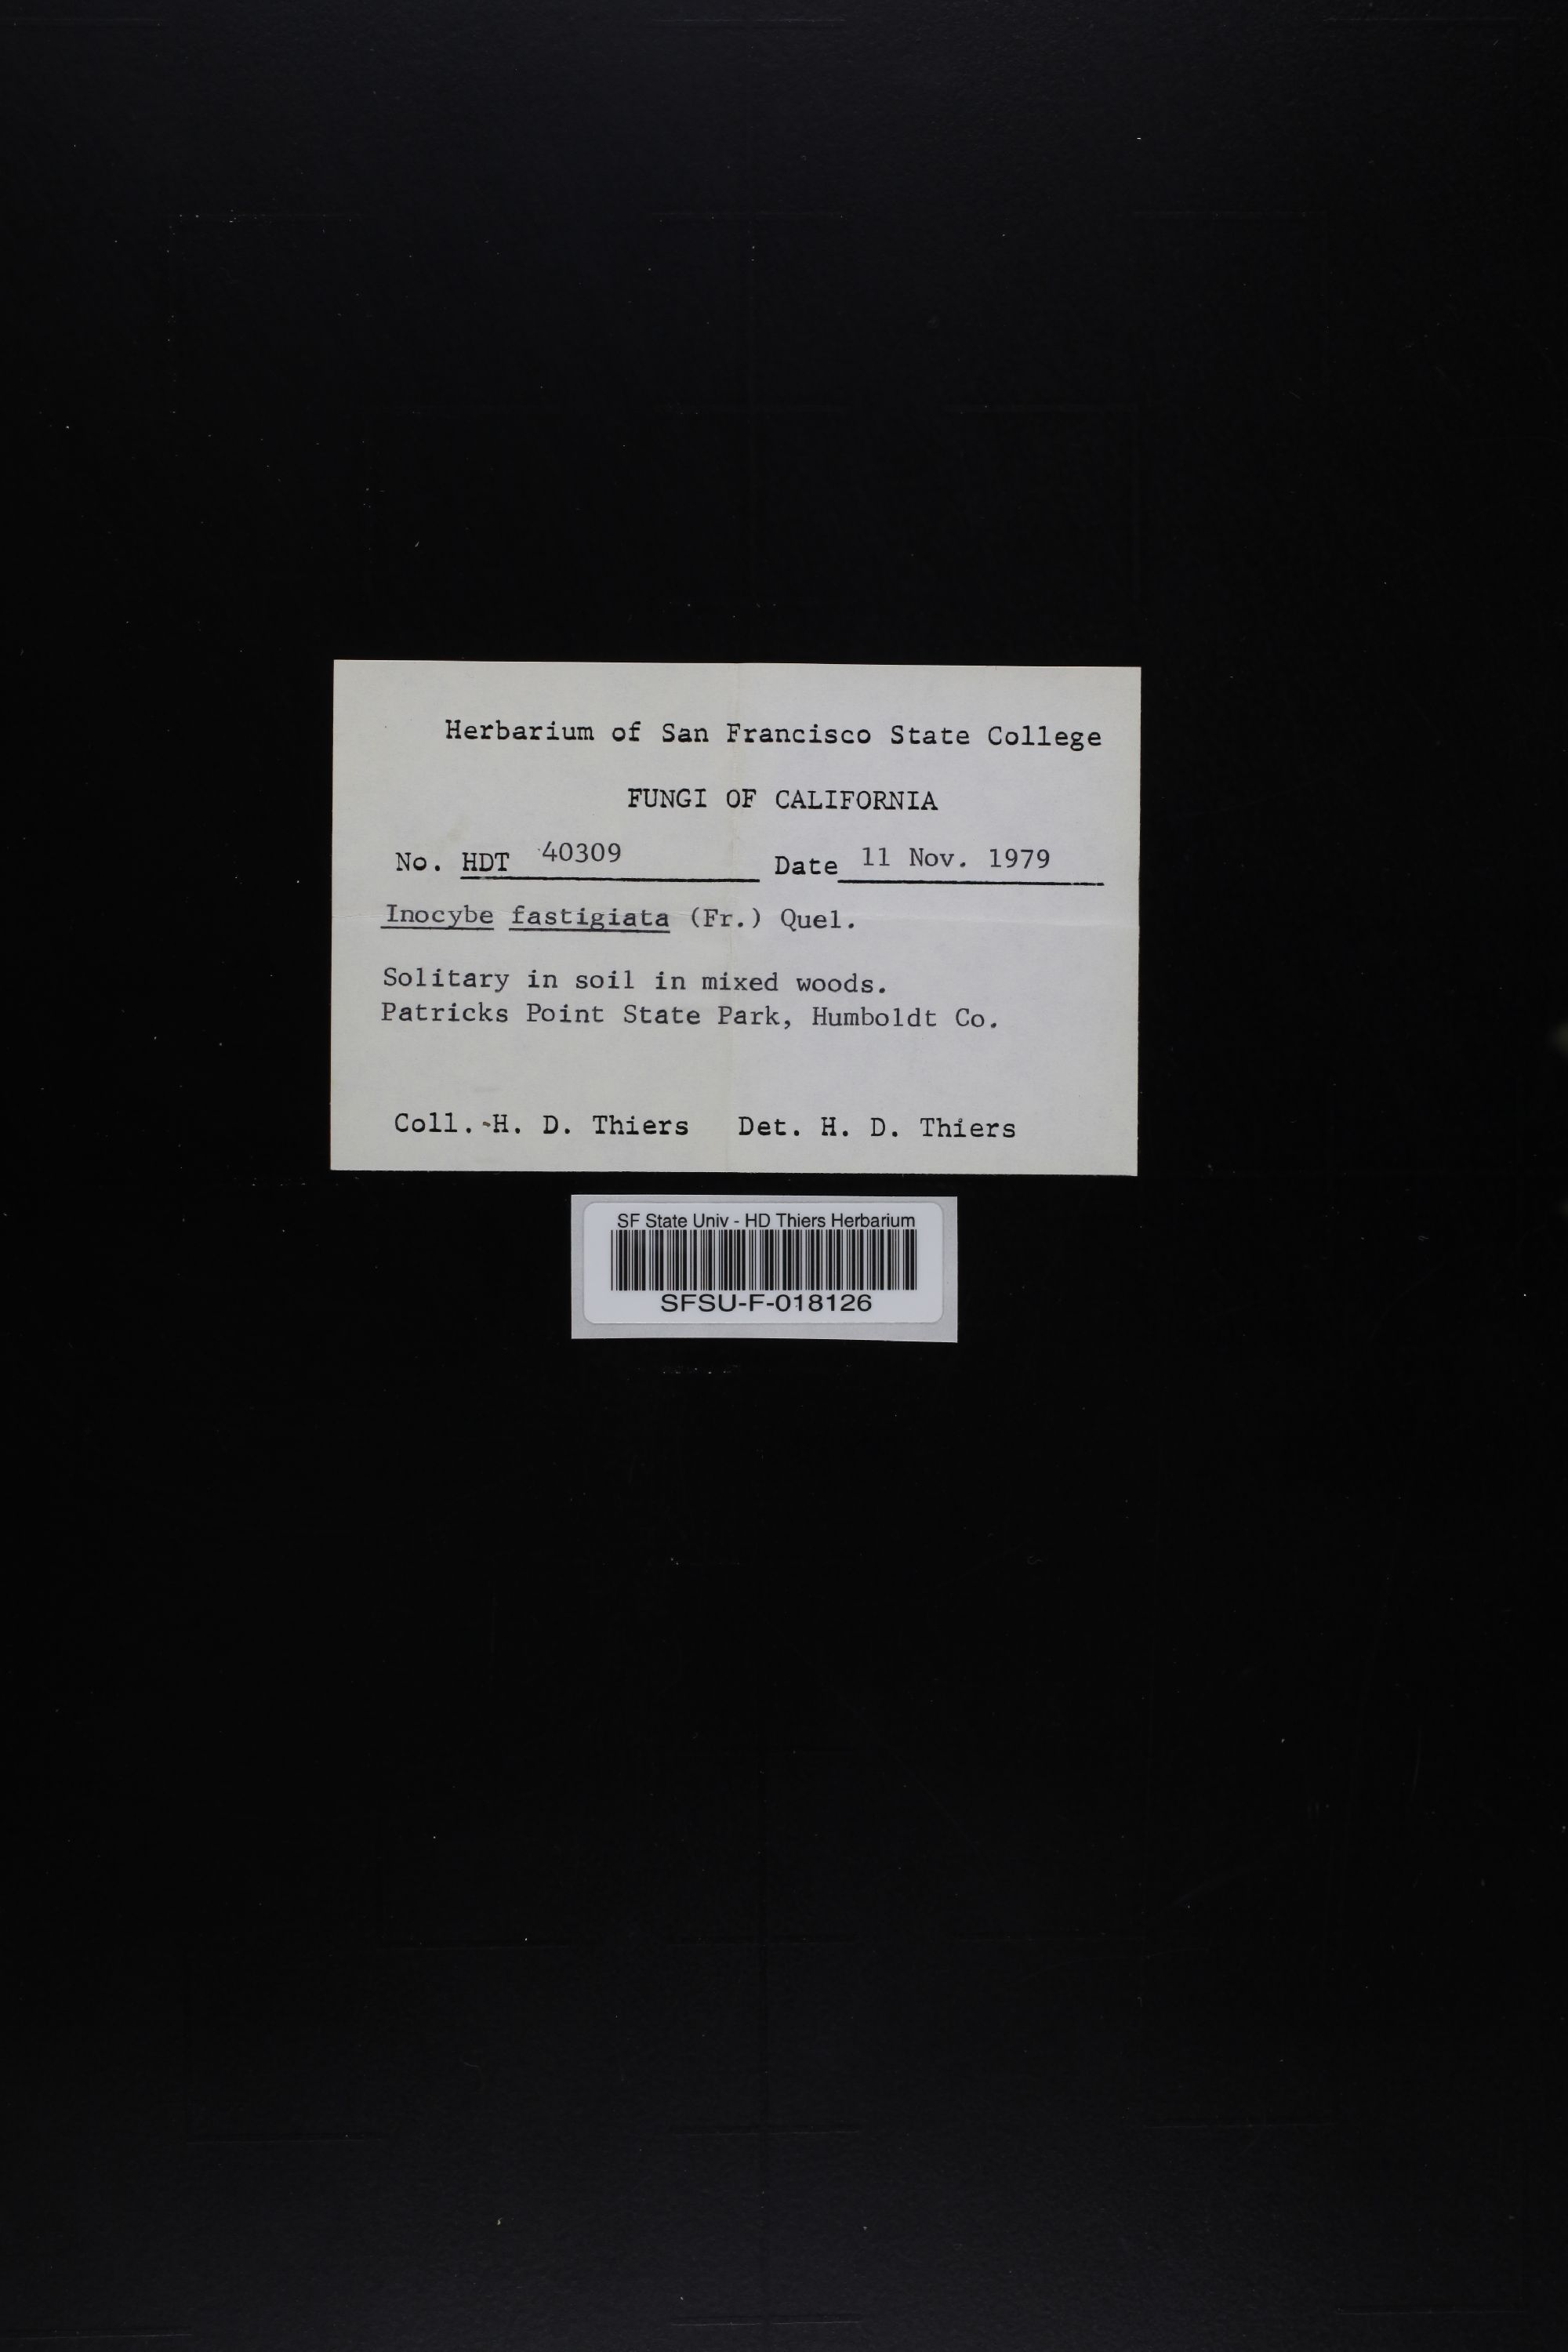 Herbarium of San Francisco State College
FUNGI OF CALIFORNIA
No. HDT 40309 Date 11 Nov. 1979
Inocybe fastigiata (Fr.) Quel.
Solitary in soil in mixed woods.
Patricks Point State Park, Humboldt Co.
Coll. H. D. Thiers Det. H. D. Thiers
SF State Univ - HD Thiers Herbarium
SFSU-F-018126